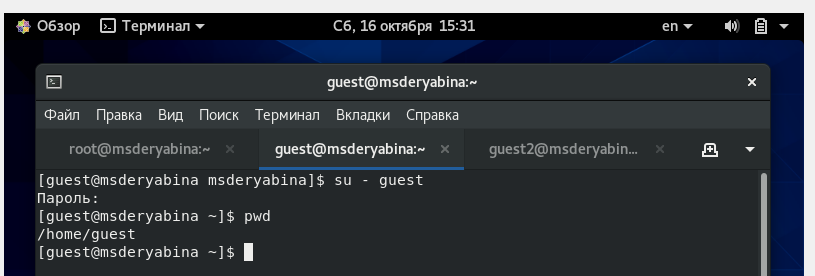 Обзор Терминал Сб, 16 октября 15:31 en
guest@msderyabina:~
Файл Правка Вид Поиск Терминал Вкладки Справка
root@msderyabina:~ guest@msderyabina:~ guest2@msderyabin...
[guest@msderyabina msderyabina]$ su - guest
Пароль:
[guest@msderyabina ~]$ pwd
/home/guest
[guest@msderyabina ~]$